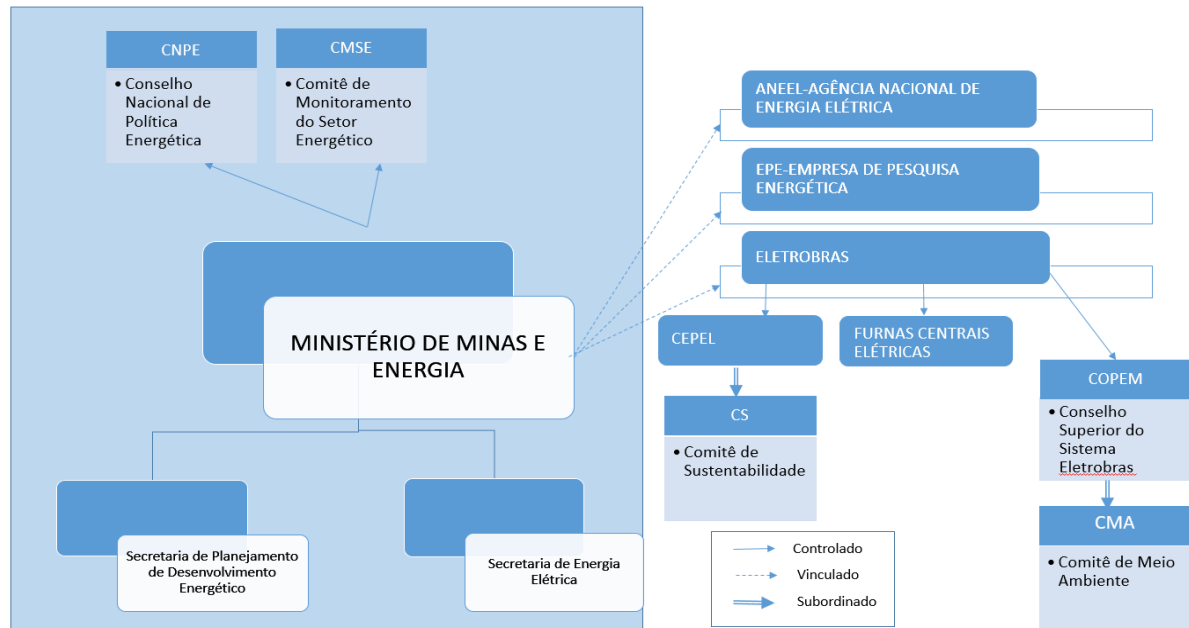 CNPE
• Conselho
Nacional de
Política
Energética
CMSE
• Comitê de
Monitoramento
do Setor
Energético
MINISTÉRIO DE MINAS E
ENERGIA
Secretaria de Planejamento
de Desenvolvimento
Energético
Secretaria de Energia
Elétrica
ANEEL-AGÊNCIA NACIONAL DE
ENERGIA ELÉTRICA
EPE-EMPRESA DE PESQUISA
ENERGÉTICA
ELETROBRAS
CEPEL
FURNAS CENTRAIS
ELÉTRICAS
CS
• Comitê de
Sustentabilidade
COPEM
• Conselho
Superior do
Sistema
Eletrobras
CMA
• Comitê de Meio
Ambiente
Controlado
Vinculado
Subordinado